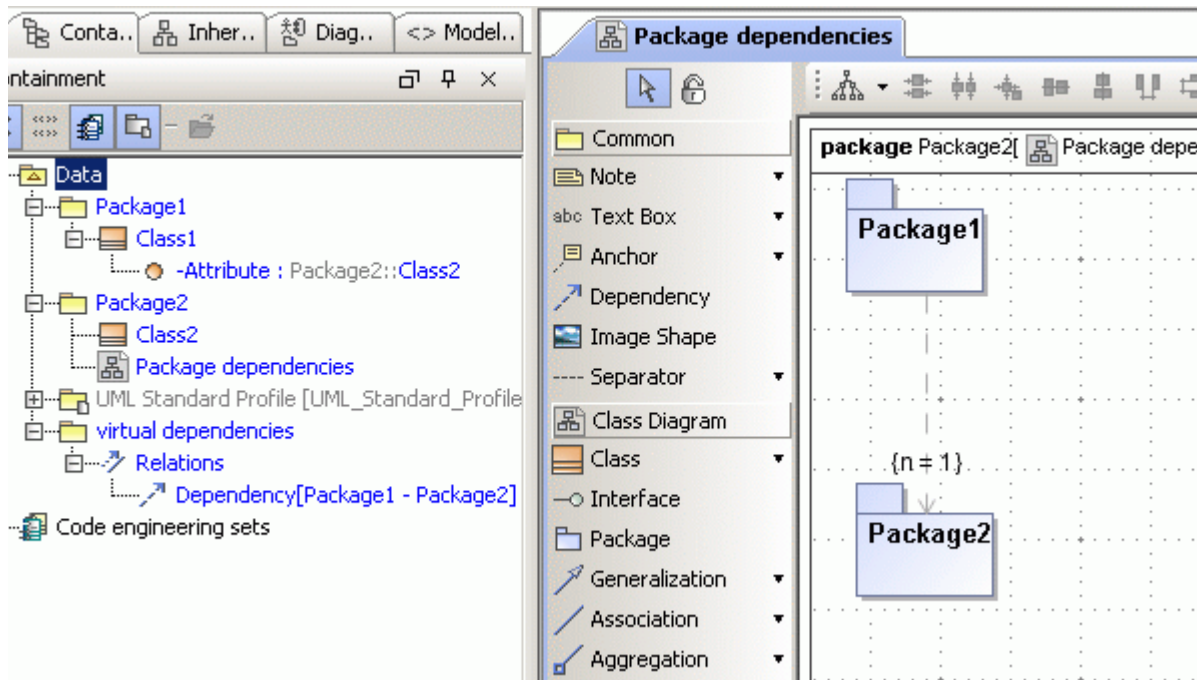 Conta.. Inher.. Diag.. <> Model..
ntainment
Data
Package1
Class1
-Attribute : Package2::Class2
Package2
Class2
Package dependencies
UML Standard Profile [UML_Standard_Profile
virtual dependencies
Relations
Dependency[Package1 - Package2]
Code engineering sets
Package dependencies
Common
Note
abc Text Box
Anchor
Dependency
Image Shape
Separator
Class Diagram
Class
Interface
Package
Generalization
Association
Aggregation
package Package2[ Package depe
Package1
{n = 1}
Package2